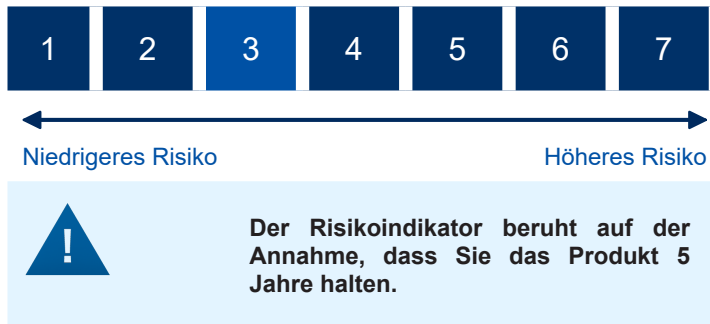 1 2 3 4 5 6 7
Niedrigeres Risiko Höheres Risiko
!
Der Risikoindikator beruht auf der
Annahme, dass Sie das Produkt 5
Jahre halten.